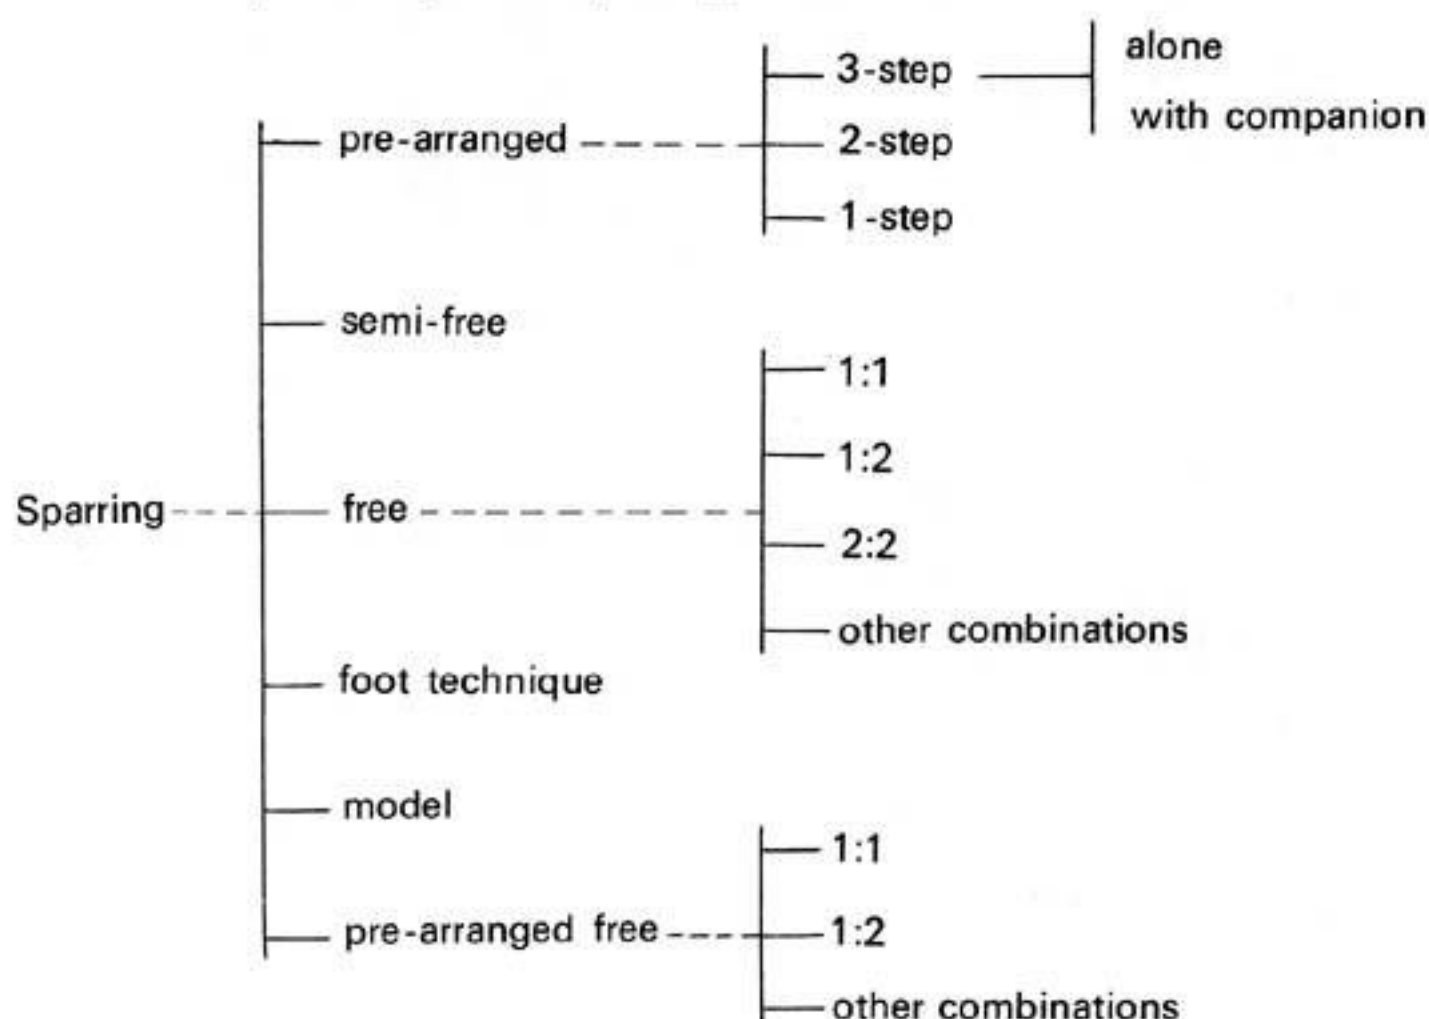 Sparring
pre-arranged
3-step
alone
with companion
2-step
1-step
semi-free
free
1:1
1:2
2:2
other combinations
foot technique
model
pre-arranged free
1:1
1:2
other combinations